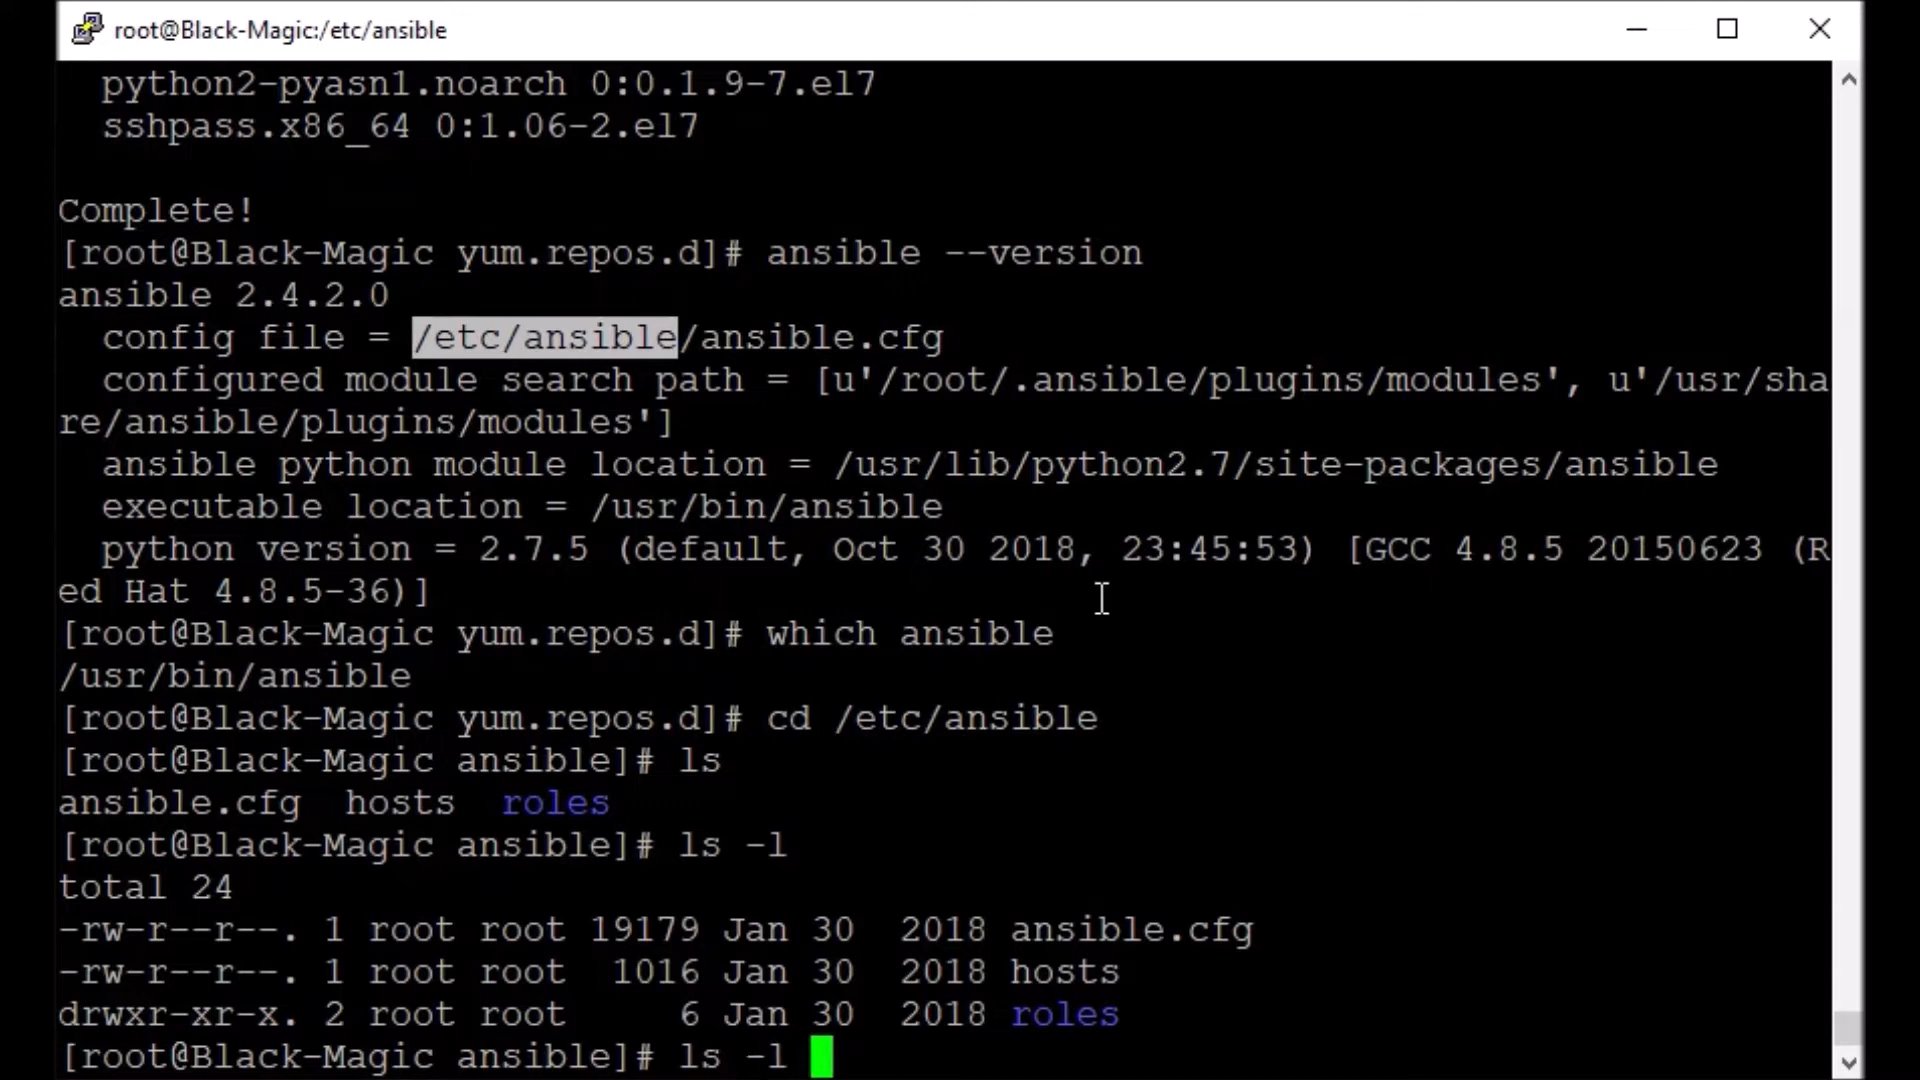 root@Black-Magic:/etc/ansible
python2-pyasn1.noarch 0:0.1.9-7.el7
sshpass.x86_64 0:1.06-2.el7
Complete!
[root@Black-Magic yum.repos.d]# ansible --version
ansible 2.4.2.0
config file = /etc/ansible/ansible.cfg
configured module search path = [u'/root/.ansible/plugins/modules', u'/usr/sha
re/ansible/plugins/modules']
ansible python module location = /usr/lib/python2.7/site-packages/ansible
executable location = /usr/bin/ansible
python version = 2.7.5 (default, Oct 30 2018, 23:45:53) [GCC 4.8.5 20150623 (R
ed Hat 4.8.5-36)]
[root@Black-Magic yum.repos.d]# which ansible
/usr/bin/ansible
[root@Black-Magic yum.repos.d]# cd /etc/ansible
[root@Black-Magic ansible]# ls
ansible.cfg  hosts  roles
[root@Black-Magic ansible]# ls -l
total 24
-rw-r--r--. 1 root root 19179 Jan 30  2018 ansible.cfg
-rw-r--r--. 1 root root  1016 Jan 30  2018 hosts
drwxr-xr-x. 2 root root     6 Jan 30  2018 roles
[root@Black-Magic ansible]# ls -l